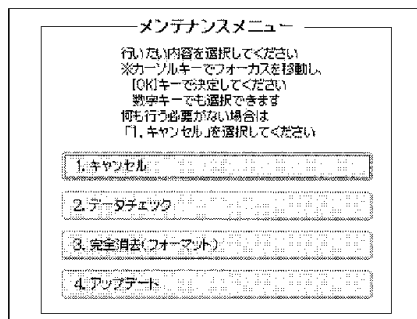 メンテナンスメニュー
行いたい内容を選択してください
※カーソルキーでフォーカスを移動し、
[OK]キーで決定してください
数字キーでも選択できます
何も行う必要がない場合は
「1.キャンセル」を選択してください
1.キャンセル
2.データチェック
3.完全消去(フォーマット)
4.アップデート